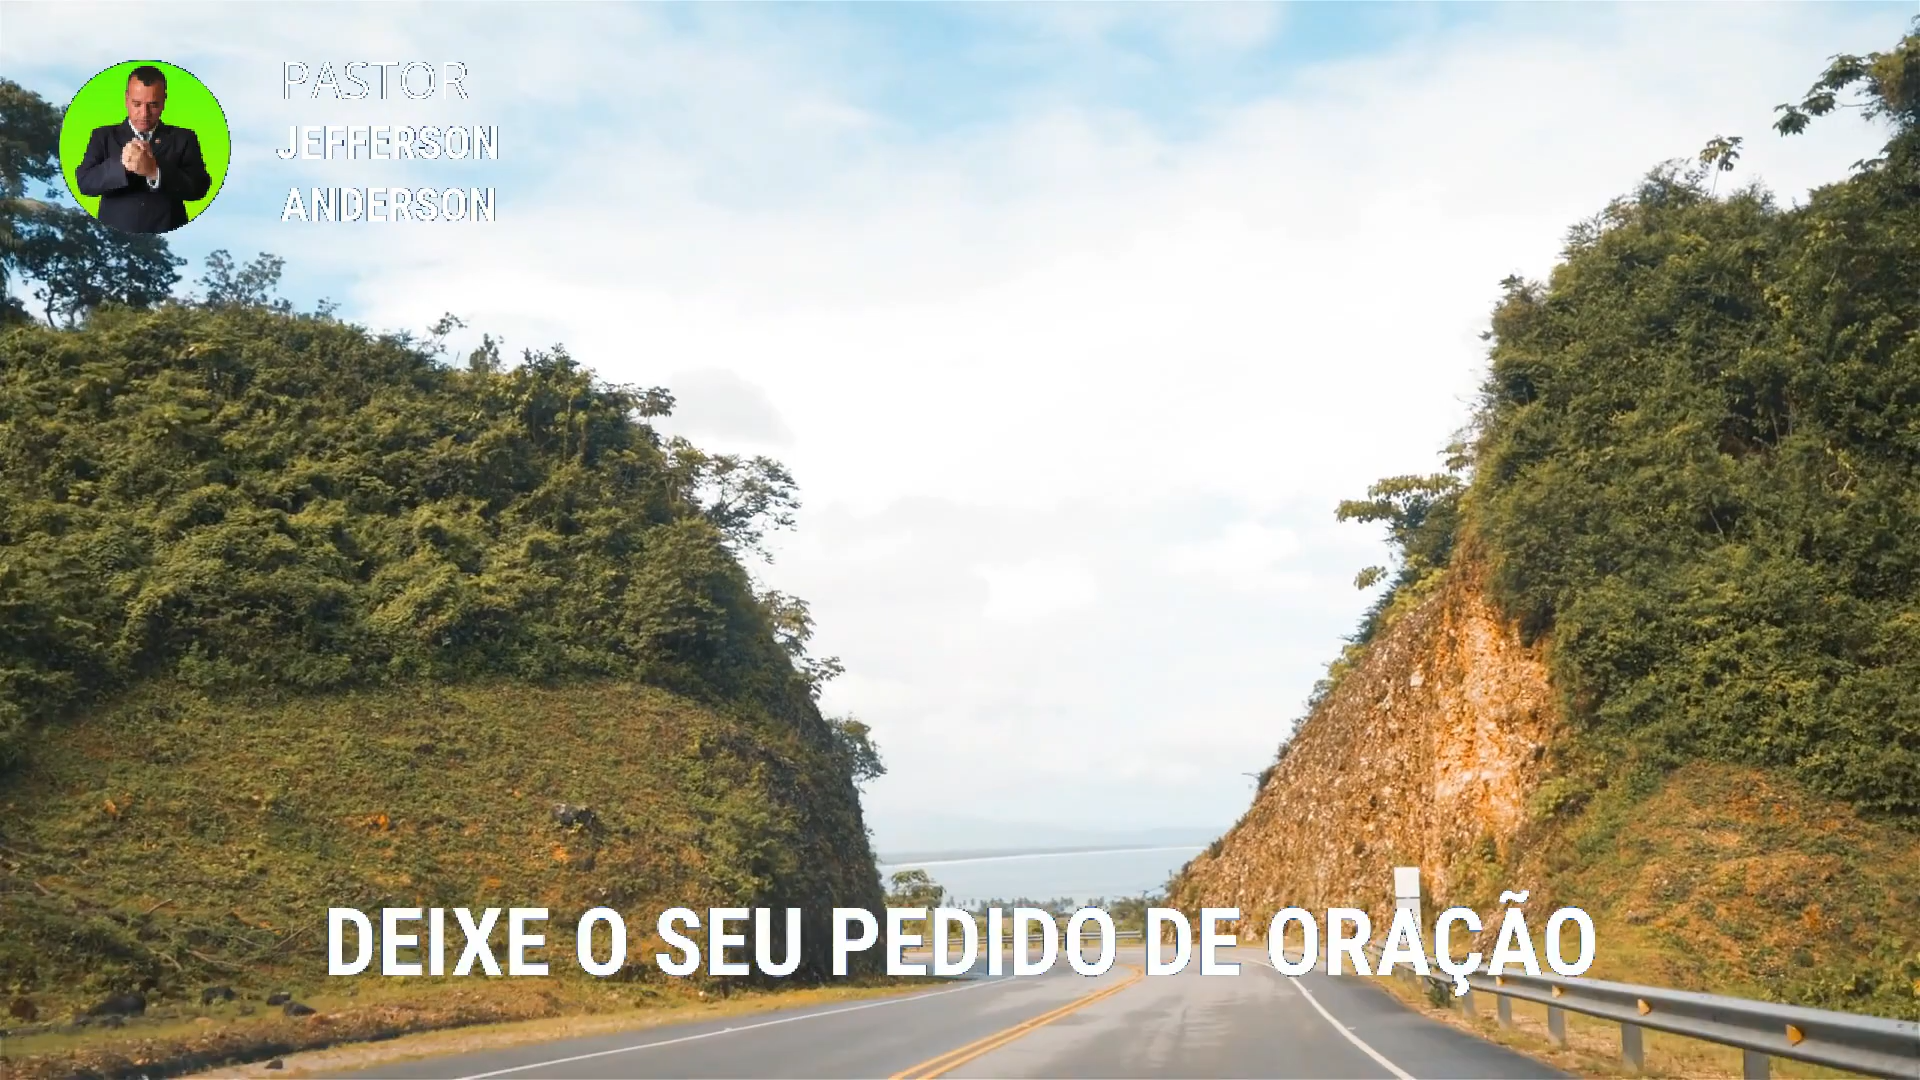 PASTOR
JEFFERSON
ANDERSON
DEIXE O SEU PEDIDO DE ORAÇÃO